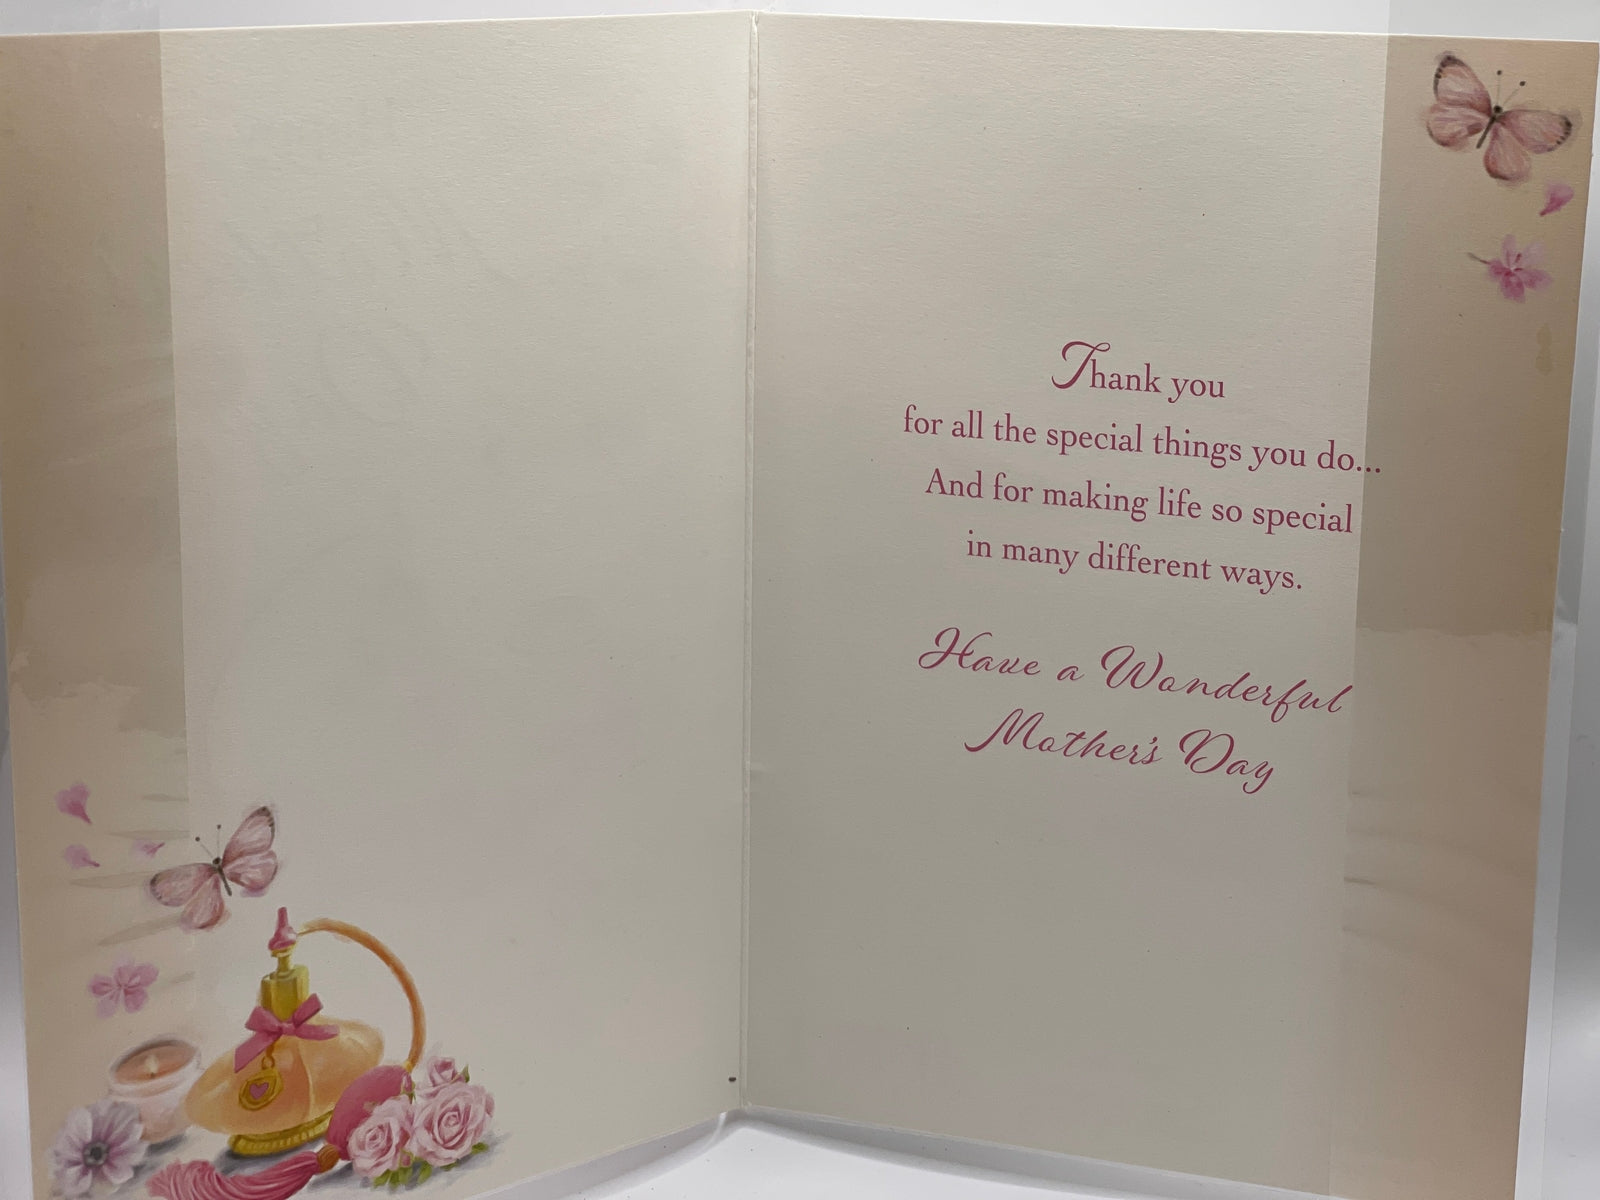 Thank you
for all the special things you do...
And for making life so special
in many different ways.
Have a Wonderful
Mother's Day